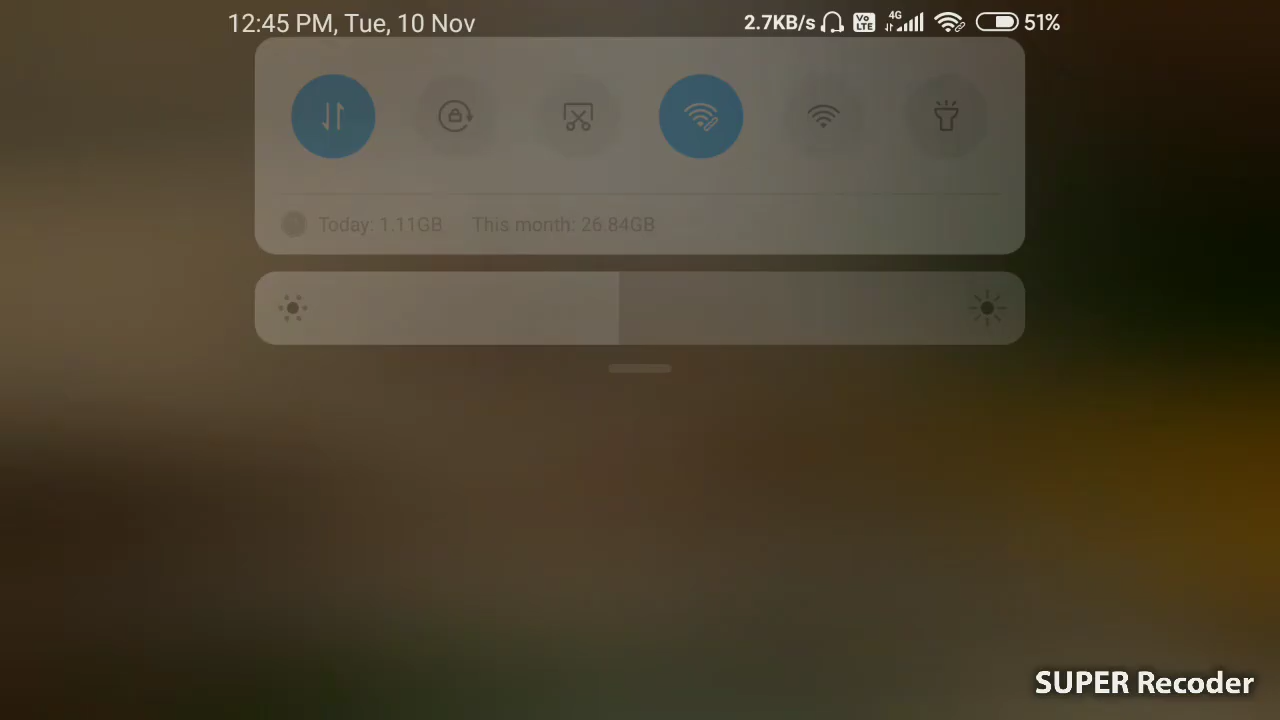 12:45 PM, Tue, 10 Nov 2.7KB/s Vo LTE 4G 51%
Today: 1.11GB This month: 26.84GB
SUPER Recoder